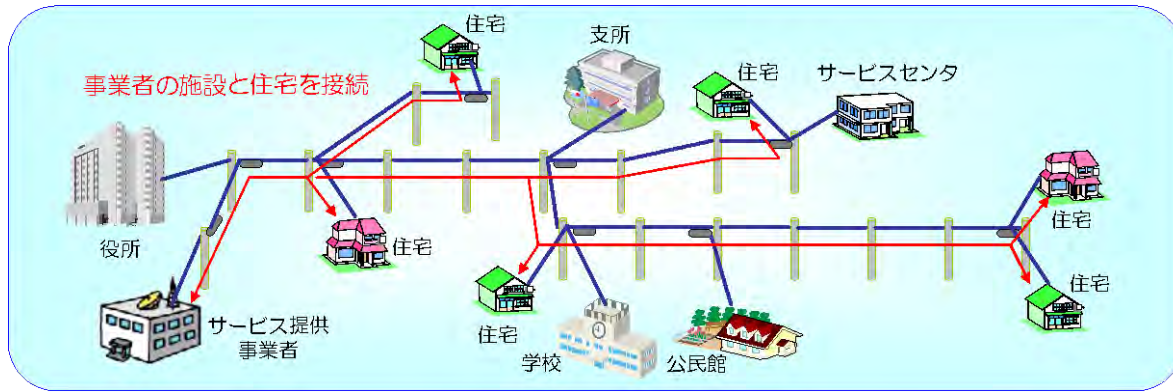 住宅
支所
住宅
サービスセンタ
事業者の施設と住宅を接続
住宅
役所
住宅
住宅
サービス提供
事業者
住宅
学校
公民館